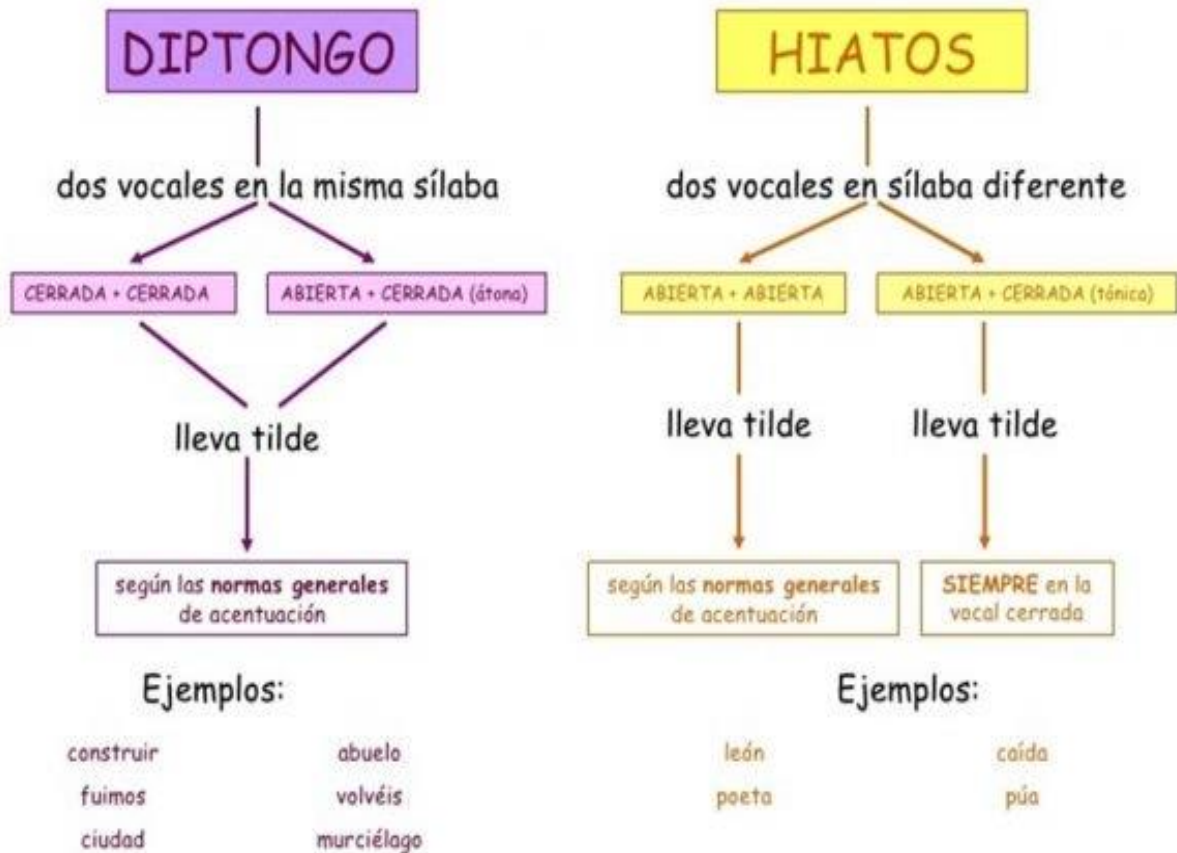 DIPTONGO
dos vocales en la misma sílaba
CERRADA + CERRADA
ABIERTA + CERRADA (átona)
lleva tilde
según las normas generales
de acentuación
Ejemplos:
construir
abuelo
fuimos
volvéis
ciudad
murciélago
HIATOS
dos vocales en sílaba diferente
ABIERTA + ABIERTA
ABIERTA + CERRADA (tónica)
lleva tilde
lleva tilde
según las normas generales
de acentuación
SIEMPRE en la
vocal cerrada
Ejemplos:
león
caída
poeta
púa